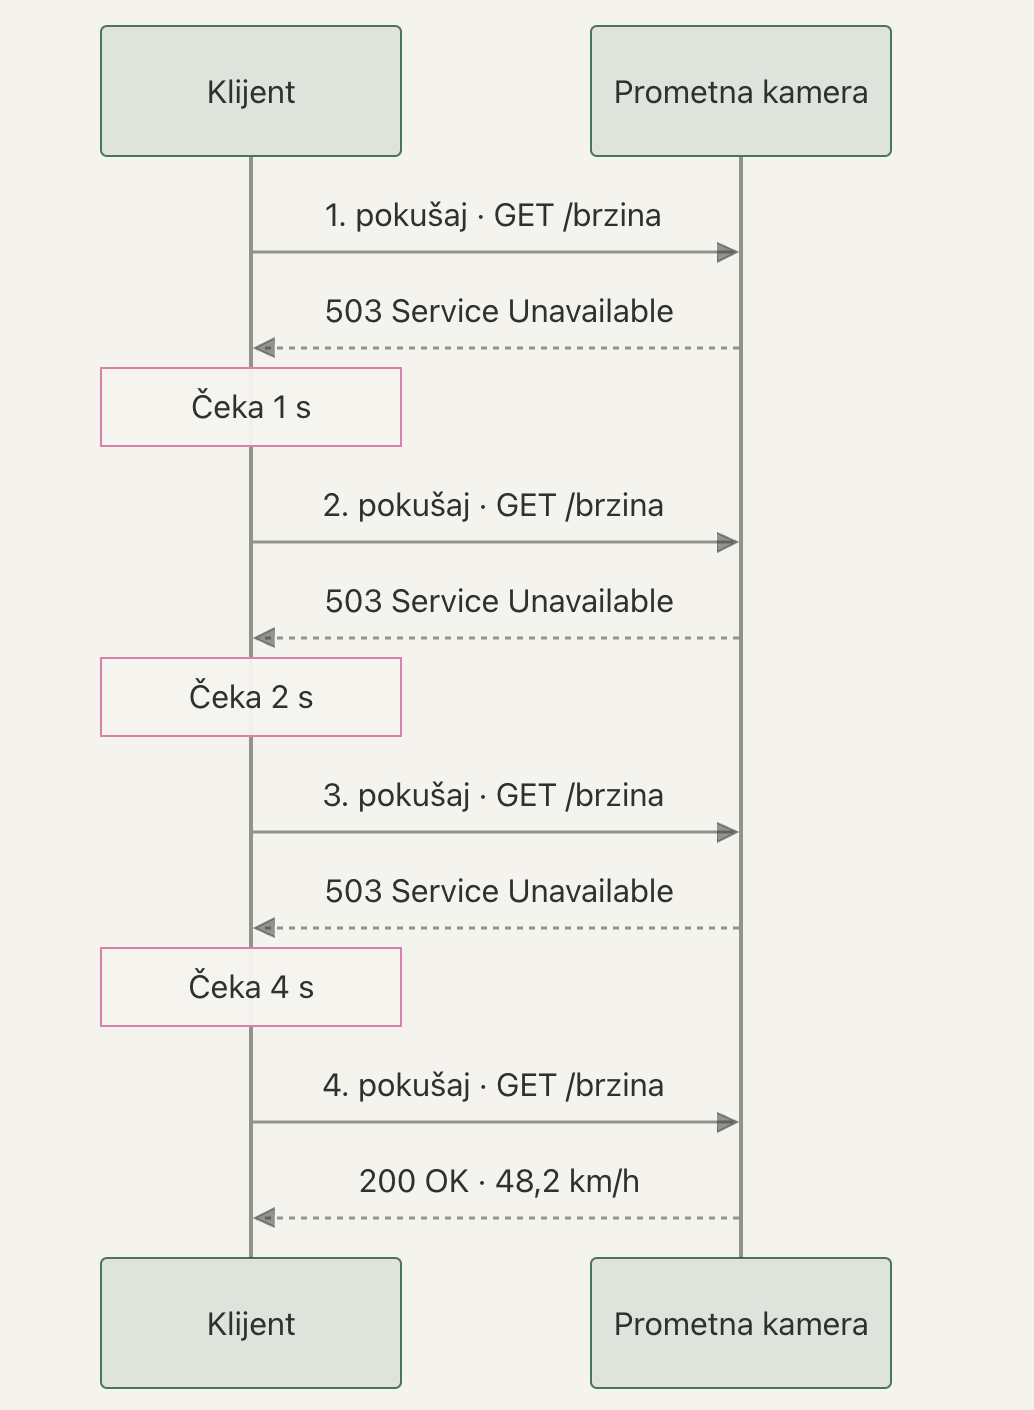 Klijent
Prometna kamera
1. pokušaj · GET /brzina
503 Service Unavailable
Čeka 1 s
2. pokušaj · GET /brzina
503 Service Unavailable
Čeka 2 s
3. pokušaj · GET /brzina
503 Service Unavailable
Čeka 4 s
4. pokušaj · GET /brzina
200 OK · 48,2 km/h
Klijent
Prometna kamera